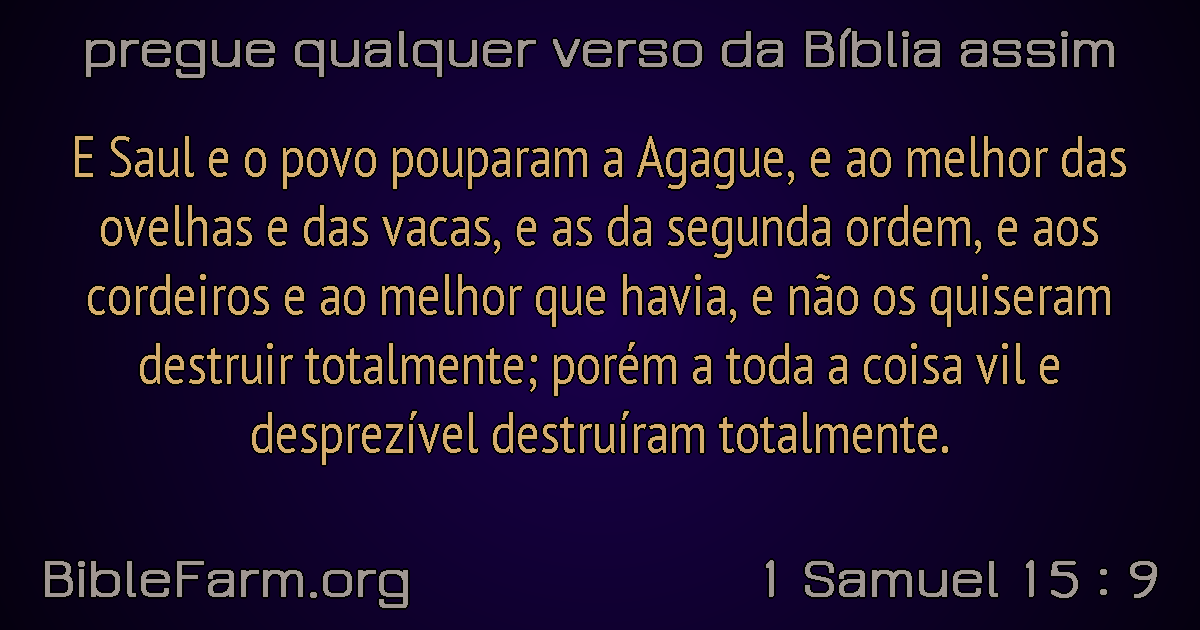 pregue qualquer verso da Bíblia assim
E Saul e o povo pouparam a Agague, e ao melhor das
ovelhas e das vacas, e as da segunda ordem, e aos
cordeiros e ao melhor que havia, e não os quiseram
destruir totalmente; porém a toda a coisa vil e
desprezível destruíram totalmente.
BibleFarm.org
1 Samuel 15 : 9